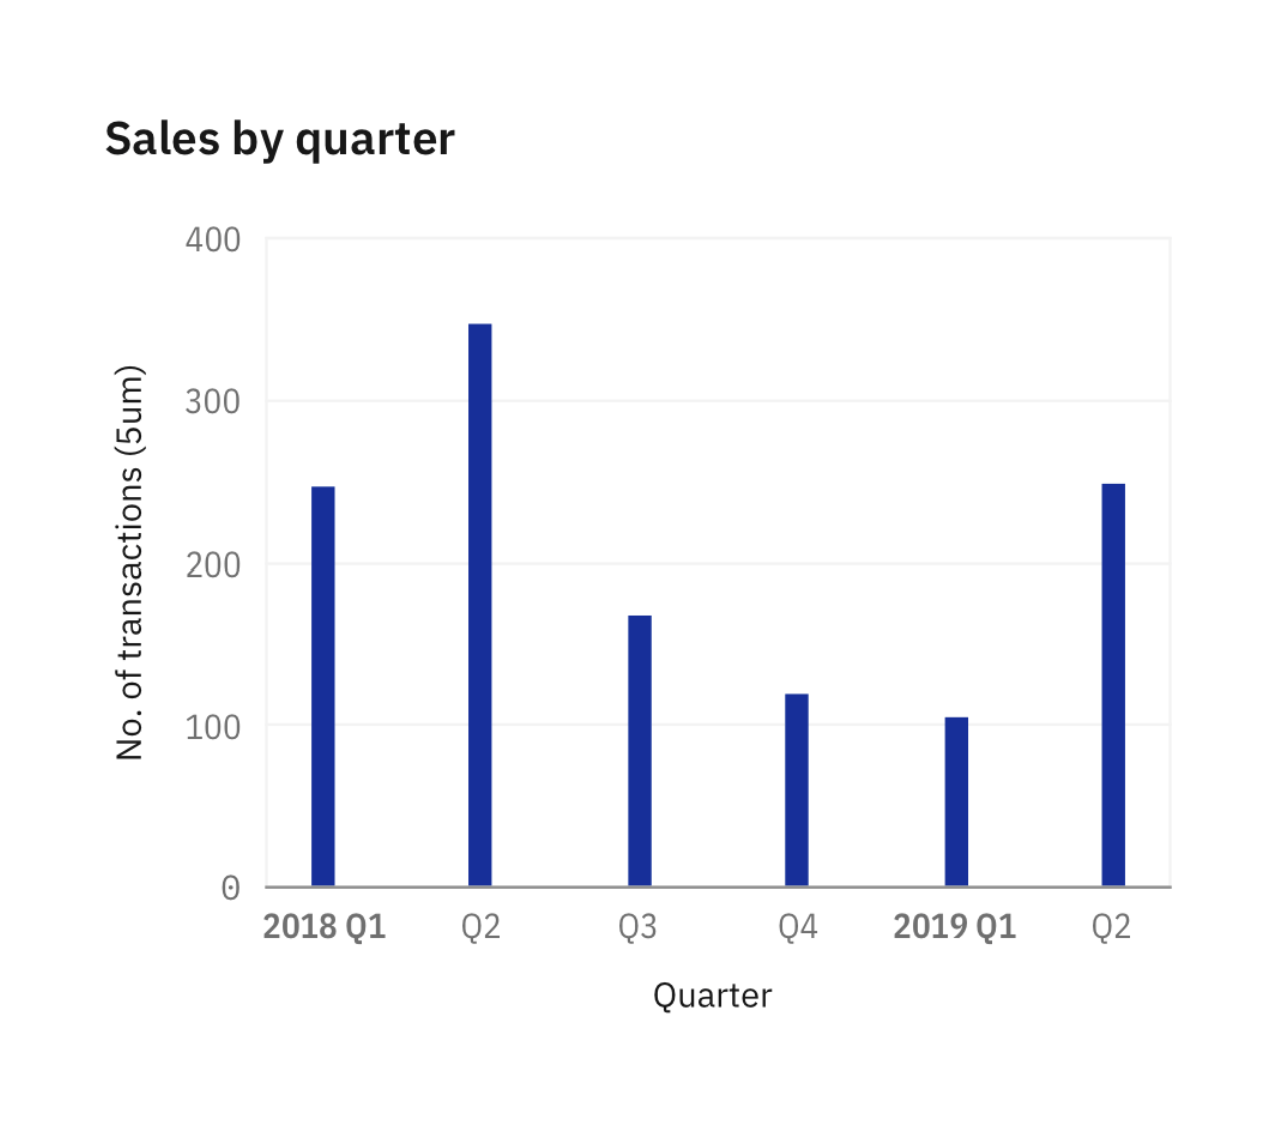 Sales by quarter
400
300
200
100
0
No. of transactions (5um)
2018 Q1 Q2 Q3 Q4 2019 Q1 Q2
Quarter